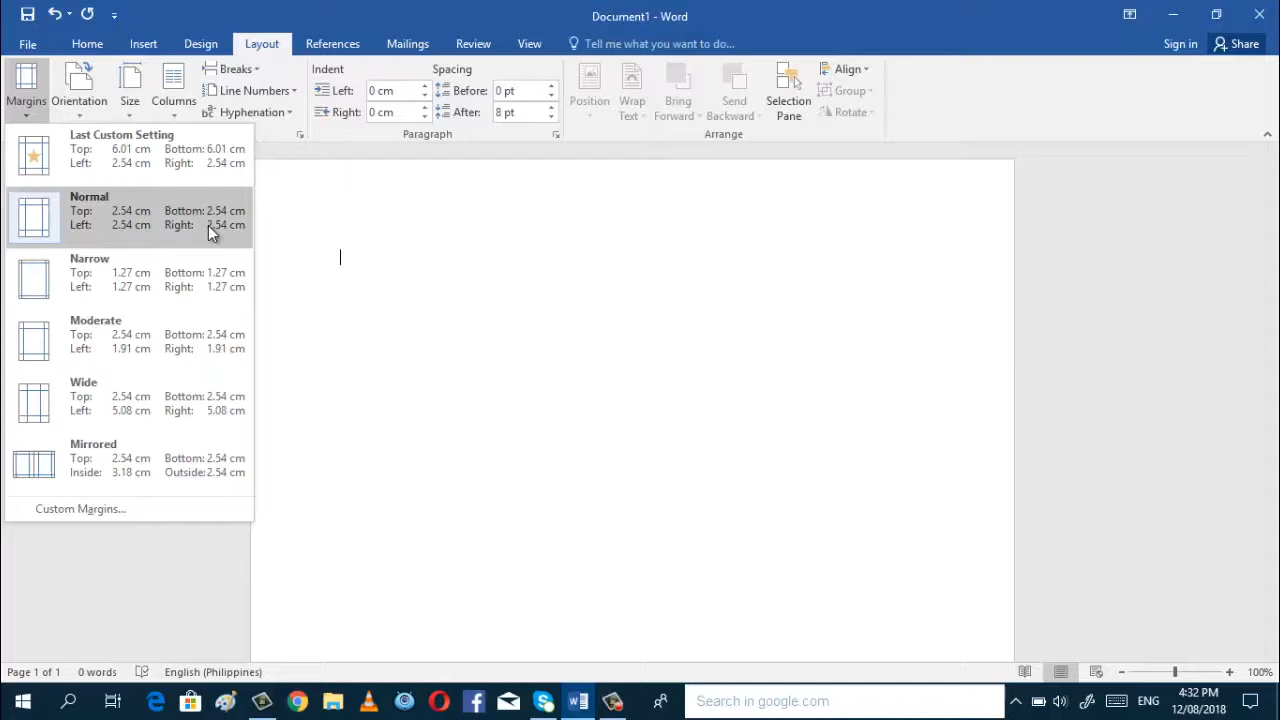 Document1 - Word
File Home Insert Design Layout References Mailings Review View Tell me what you want to do... Sign in Share
Margins Orientation Size Columns
Breaks
Line Numbers
Hyphenation
Indent Spacing
Left: 0 cm Before: 0 pt
Right: 0 cm After: 8 pt
Paragraph
Position Wrap Text Bring Forward Send Backward Selection Pane
Align
Group
Rotate
Arrange
Last Custom Setting
Top: 6.01 cm Bottom: 6.01 cm
Left: 2.54 cm Right: 2.54 cm
Normal
Top: 2.54 cm Bottom: 2.54 cm
Left: 2.54 cm Right: 2.54 cm
Narrow
Top: 1.27 cm Bottom: 1.27 cm
Left: 1.27 cm Right: 1.27 cm
Moderate
Top: 2.54 cm Bottom: 2.54 cm
Left: 1.91 cm Right: 1.91 cm
Wide
Top: 2.54 cm Bottom: 2.54 cm
Left: 5.08 cm Right: 5.08 cm
Mirrored
Top: 2.54 cm Bottom: 2.54 cm
Inside: 3.18 cm Outside: 2.54 cm
Custom Margins...
Page 1 of 1 0 words English (Philippines) 100%
Search in google.com
ENG
4:32 PM
12/08/2018